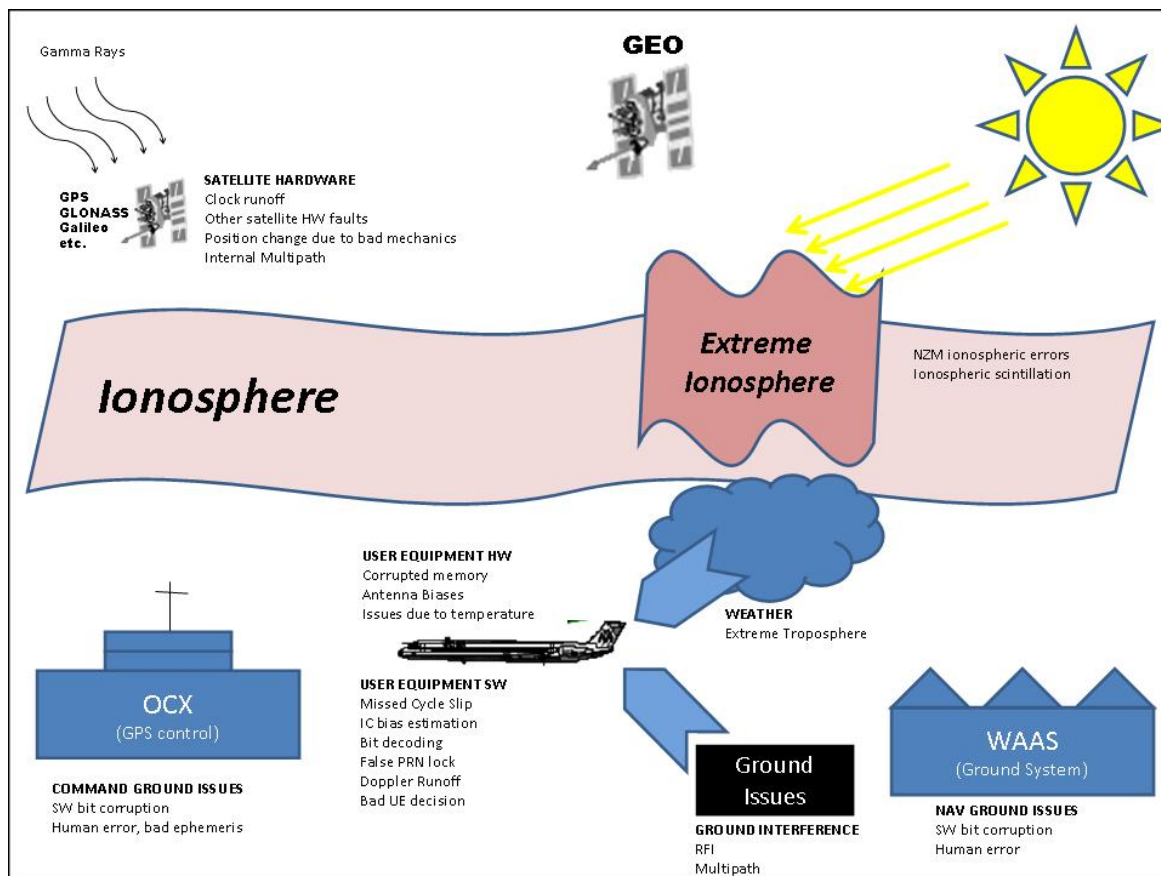 Gamma Rays
GEO
GPS
GLONASS
Galileo
etc.
SATELLITE HARDWARE
Clock runoff
Other satellite HW faults
Position change due to bad mechanics
Internal Multipath
Ionosphere
Extreme
Ionosphere
NZM ionospheric errors
Ionospheric scintillation
USER EQUIPMENT HW
Corrupted memory
Antenna Biases
Issues due to temperature
WEATHER
Extreme Troposphere
OCX
(GPS control)
COMMAND GROUND ISSUES
SW bit corruption
Human error, bad ephemeris
USER EQUIPMENT SW
Missed Cycle Slip
IC bias estimation
Bit decoding
False PRN lock
Doppler Runoff
Bad UE decision
Ground
Issues
GROUND INTERFERENCE
RFI
Multipath
WAAS
(Ground System)
NAV GROUND ISSUES
SW bit corruption
Human error